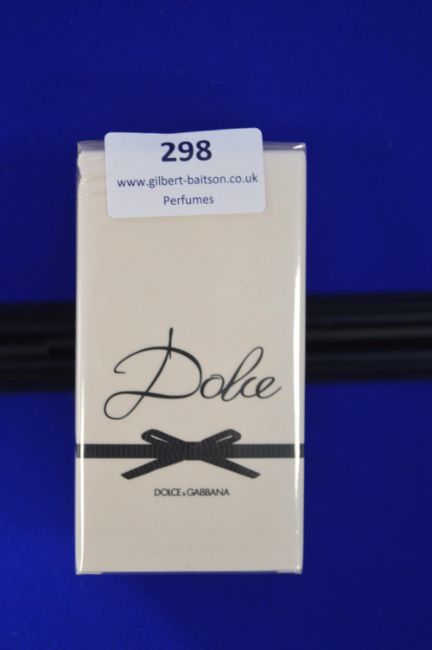 298
www.gilbert-baitson.co.uk
Perfumes
Dolce
DOLCE & GABBANA